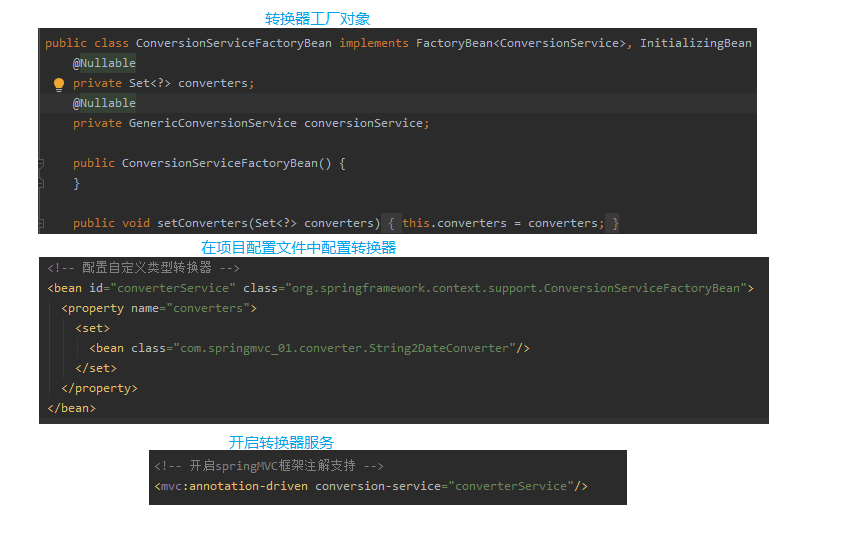 转换器工厂对象
public class ConversionServiceFactoryBean implements FactoryBean<ConversionService>, InitializingBean
@Nullable
private Set<?> converters;
@Nullable
private GenericConversionService conversionService;
public ConversionServiceFactoryBean() {
}
public void setConverters(Set<?> converters) { this.converters = converters; }
在项目配置文件中配置转换器
<!-- 配置自定义类型转换器 -->
<bean id="converterService" class="org.springframework.context.support.ConversionServiceFactoryBean">
<property name="converters">
<set>
<bean class="com.springmvc_01.converter.String2DateConverter"/>
</set>
</property>
</bean>
开启转换器服务
<!-- 开启springMVC框架注解支持 -->
<mvc:annotation-driven conversion-service="converterService"/>